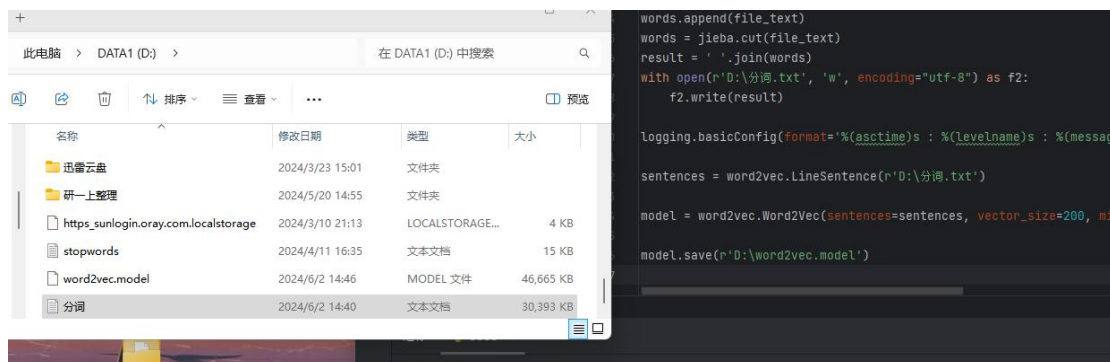 此电脑 > DATA1 (D:) >
在 DATA1 (D:) 中搜索
排序
查看
预览
名称 修改日期 类型 大小
迅雷云盘 2024/3/23 15:01 文件夹
研一上整理 2024/5/20 14:55 文件夹
https_sunlogin.oray.com.localstorage 2024/3/10 21:13 LOCALSTORAGE... 4 KB
stopwords 2024/4/11 16:35 文本文档 15 KB
word2vec.model 2024/6/2 14:46 MODEL 文件 46,665 KB
分词 2024/6/2 14:40 文本文档 30,393 KB
words.append(file_text)
words = jieba.cut(file_text)
result = ' '.join(words)
with open(r'D:\分词.txt', 'w', encoding="utf-8") as f2:
f2.write(result)
logging.basicConfig(format='%(asctime)s : %(levelname)s : %(messag
sentences = word2vec.LineSentence(r'D:\分词.txt')
model = word2vec.Word2Vec(sentences=sentences, vector_size=200, mi
model.save(r'D:\word2vec.model')